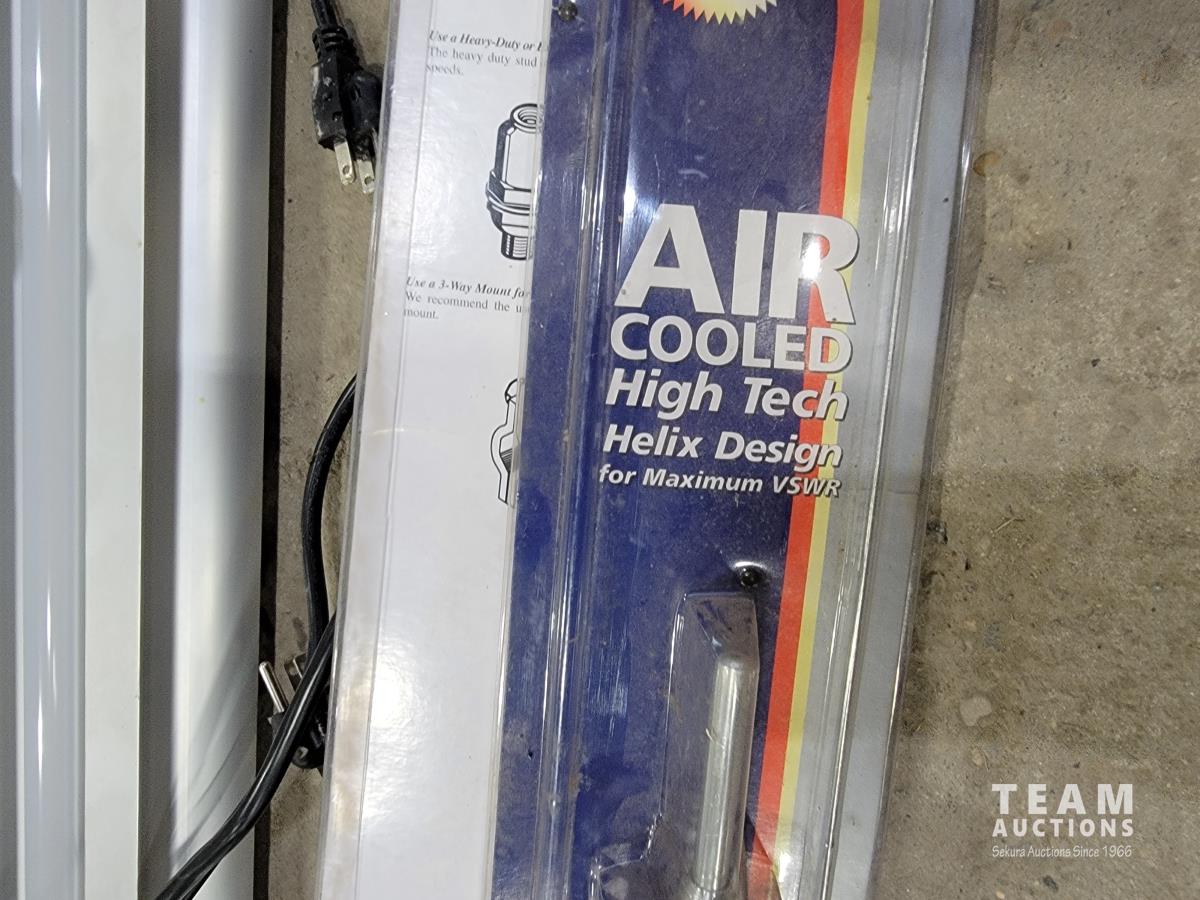 Use a Heavy-Duty or
The heavy duty stud
speeds.
Use a 3-Way Mount for
We recommend the
mount.
AIR
COOLED
High Tech
Helix Design
for Maximum VSWR
TEAM
AUCTIONS
Sekura Auctions Since 1966